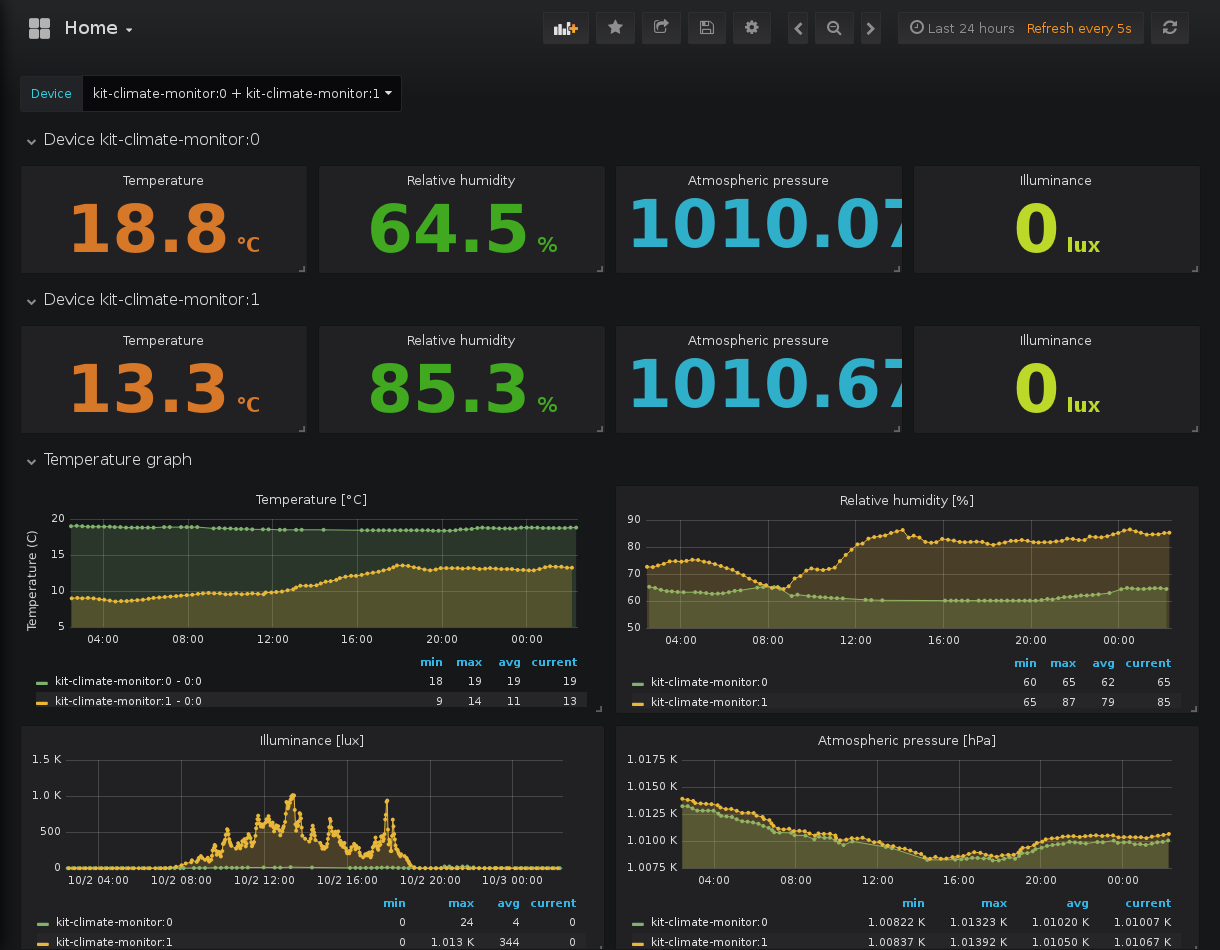 Home
Last 24 hours Refresh every 5s
Device kit-climate-monitor:0 + kit-climate-monitor:1
Device kit-climate-monitor:0
Temperature Relative humidity Atmospheric pressure Illuminance
18.8 °C 64.5 % 1010.07 0 lux
Device kit-climate-monitor:1
Temperature Relative humidity Atmospheric pressure Illuminance
13.3 °C 85.3 % 1010.67 0 lux
Temperature graph
Temperature [°C]
Temperature (C)
20
15
10
5
04:00 08:00 12:00 16:00 20:00 00:00
min max avg current
kit-climate-monitor:0 - 0:0 18 19 19 19
kit-climate-monitor:1 - 0:0 9 14 11 13
Relative humidity [%]
90
80
70
60
50
04:00 08:00 12:00 16:00 20:00 00:00
min max avg current
kit-climate-monitor:0 60 65 62 65
kit-climate-monitor:1 65 87 79 85
Illuminance [lux]
1.5 K
1.0 K
500
0
10/2 04:00 10/2 08:00 10/2 12:00 10/2 16:00 10/2 20:00 10/3 00:00
min max avg current
kit-climate-monitor:0 0 24 4 0
kit-climate-monitor:1 0 1.013 K 344 0
Atmospheric pressure [hPa]
1.0175 K
1.0150 K
1.0125 K
1.0100 K
1.0075 K
04:00 08:00 12:00 16:00 20:00 00:00
min max avg current
kit-climate-monitor:0 1.00822 K 1.01323 K 1.01020 K 1.01007 K
kit-climate-monitor:1 1.00837 K 1.01392 K 1.01050 K 1.01067 K